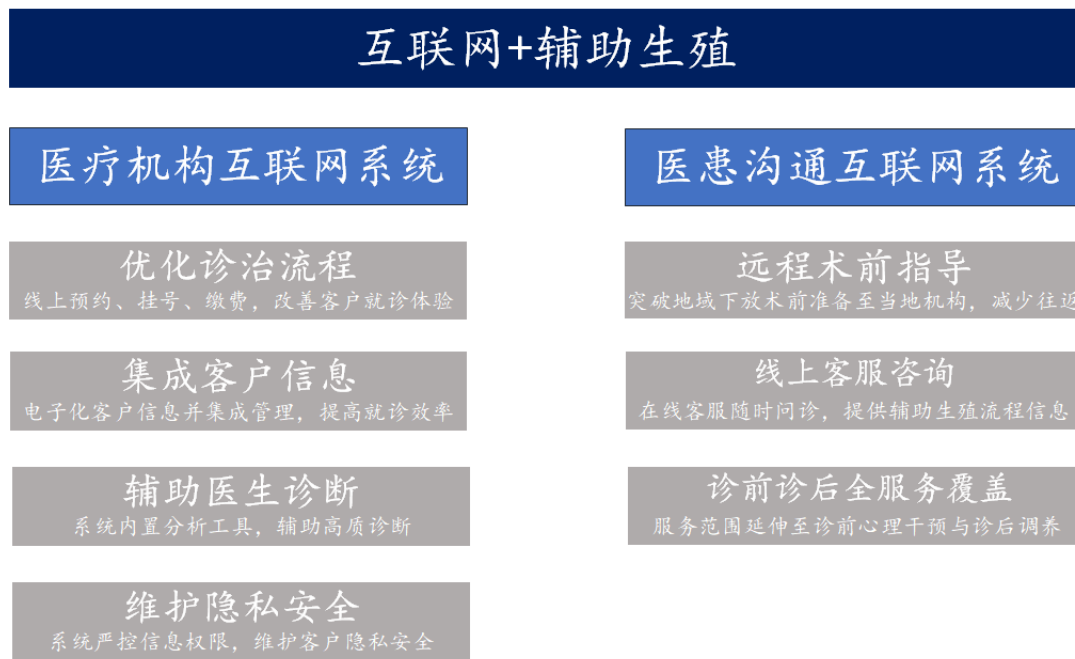 互联网+辅助生殖
医疗机构互联网系统
优化诊治流程
线上预约、挂号、缴费，改善客户就诊体验
集成客户信息
电子化客户信息并集成管理，提高就诊效率
辅助医生诊断
系统内置分析工具，辅助高质诊断
维护隐私安全
系统严控信息权限，维护客户隐私安全
医患沟通互联网系统
远程术前指导
突破地域下放术前准备至当地机构，减少往返
线上客服咨询
在线客服随时问诊，提供辅助生殖流程信息
诊前诊后全服务覆盖
服务范围延伸至诊前心理干预与诊后调养